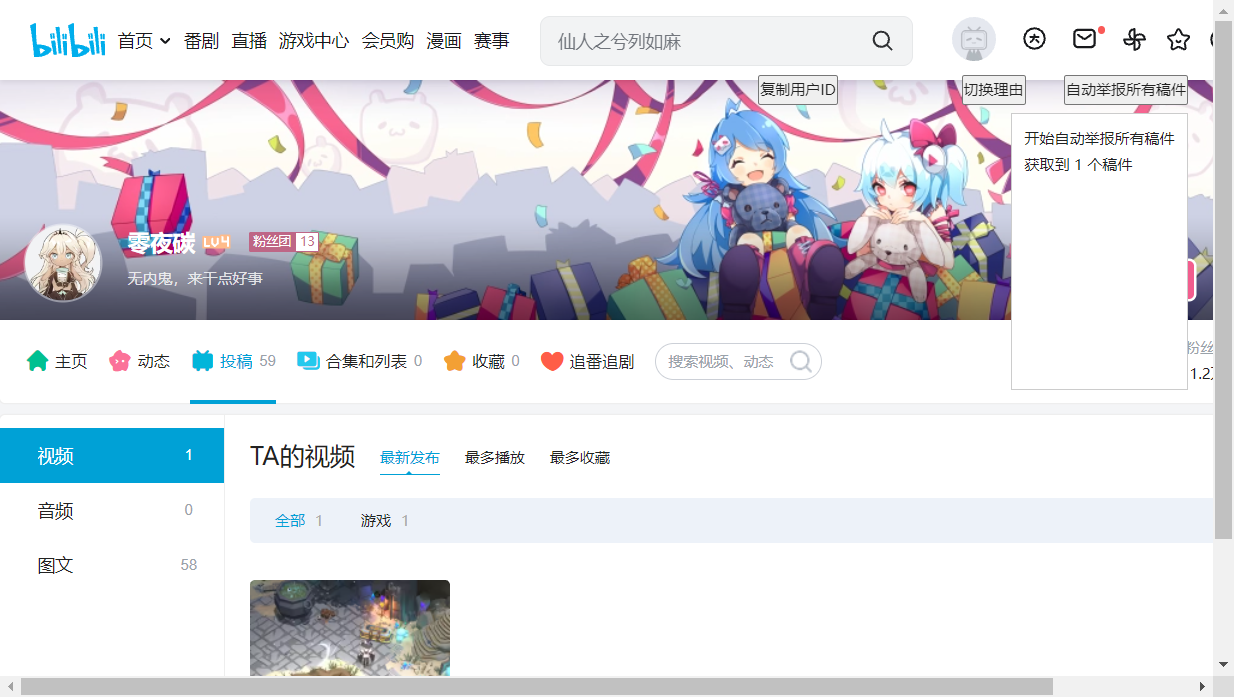 bilibili 首页 番剧 直播 游戏中心 会员购 漫画 赛事 仙人之兮列如麻
复制用户ID 切换理由 自动举报所有稿件
开始自动举报所有稿件
获取到 1 个稿件
零夜碳 LV4 粉丝团 13
无内鬼，来干点好事
主页 动态 投稿 59 合集和列表 0 收藏 0 追番追剧 搜索视频、动态 粉丝
1.2
视频 1
音频 0
图文 58
TA的视频 最新发布 最多播放 最多收藏
全部 1 游戏 1